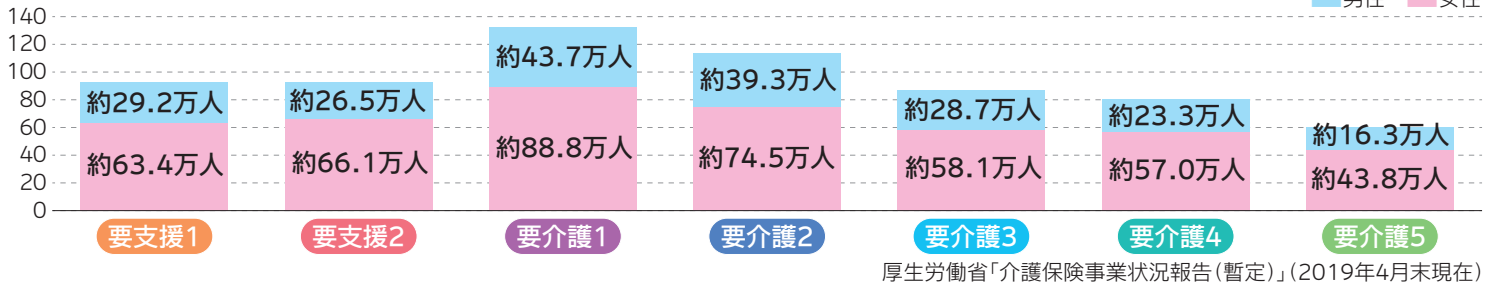 男性 女性
140
120
100
80
60
40
20
0
約29.2万人 約26.5万人 約43.7万人 約39.3万人 約28.7万人 約23.3万人 約16.3万人
約63.4万人 約66.1万人 約88.8万人 約74.5万人 約58.1万人 約57.0万人 約43.8万人
要支援1 要支援2 要介護1 要介護2 要介護3 要介護4 要介護5
厚生労働省「介護保険事業状況報告(暫定)」(2019年4月末現在)